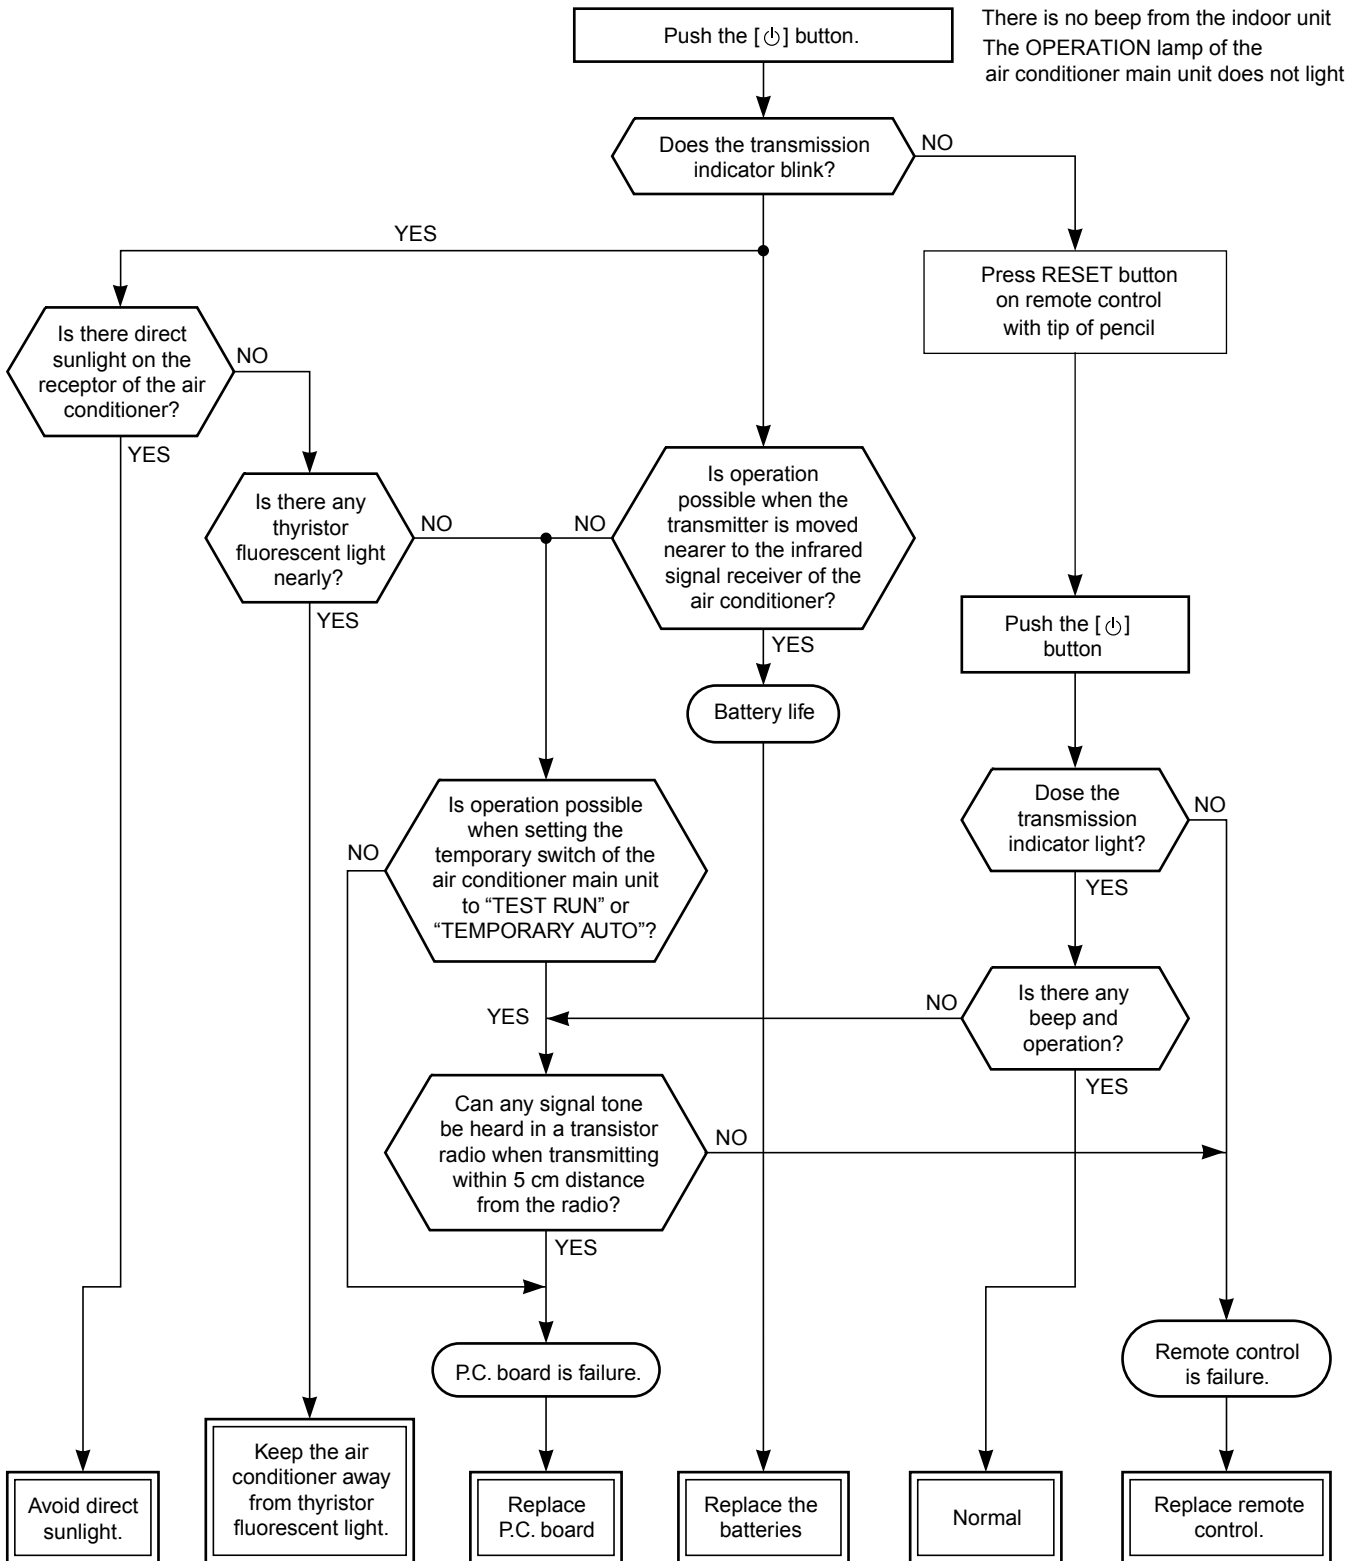 Push the [⏻] button.
There is no beep from the indoor unit
The OPERATION lamp of the
air conditioner main unit does not light
Does the transmission
indicator blink?
NO
YES
Press RESET button
on remote control
with tip of pencil
Is there direct
sunlight on the
receptor of the air
conditioner?
NO
YES
Is there any
thyristor
fluorescent light
nearly?
NO
YES
Is operation
possible when the
transmitter is moved
nearer to the infrared
signal receiver of the
air conditioner?
NO
YES
Push the [⏻]
button
Battery life
Is operation possible
when setting the
temporary switch of the
air conditioner main unit
to “TEST RUN” or
“TEMPORARY AUTO”?
NO
YES
Dose the
transmission
indicator light?
NO
YES
Is there any
beep and
operation?
NO
YES
Can any signal tone
be heard in a transistor
radio when transmitting
within 5 cm distance
from the radio?
NO
YES
P.C. board is failure.
Remote control
is failure.
Avoid direct
sunlight.
Keep the air
conditioner away
from thyristor
fluorescent light.
Replace
P.C. board
Replace the
batteries
Normal
Replace remote
control.